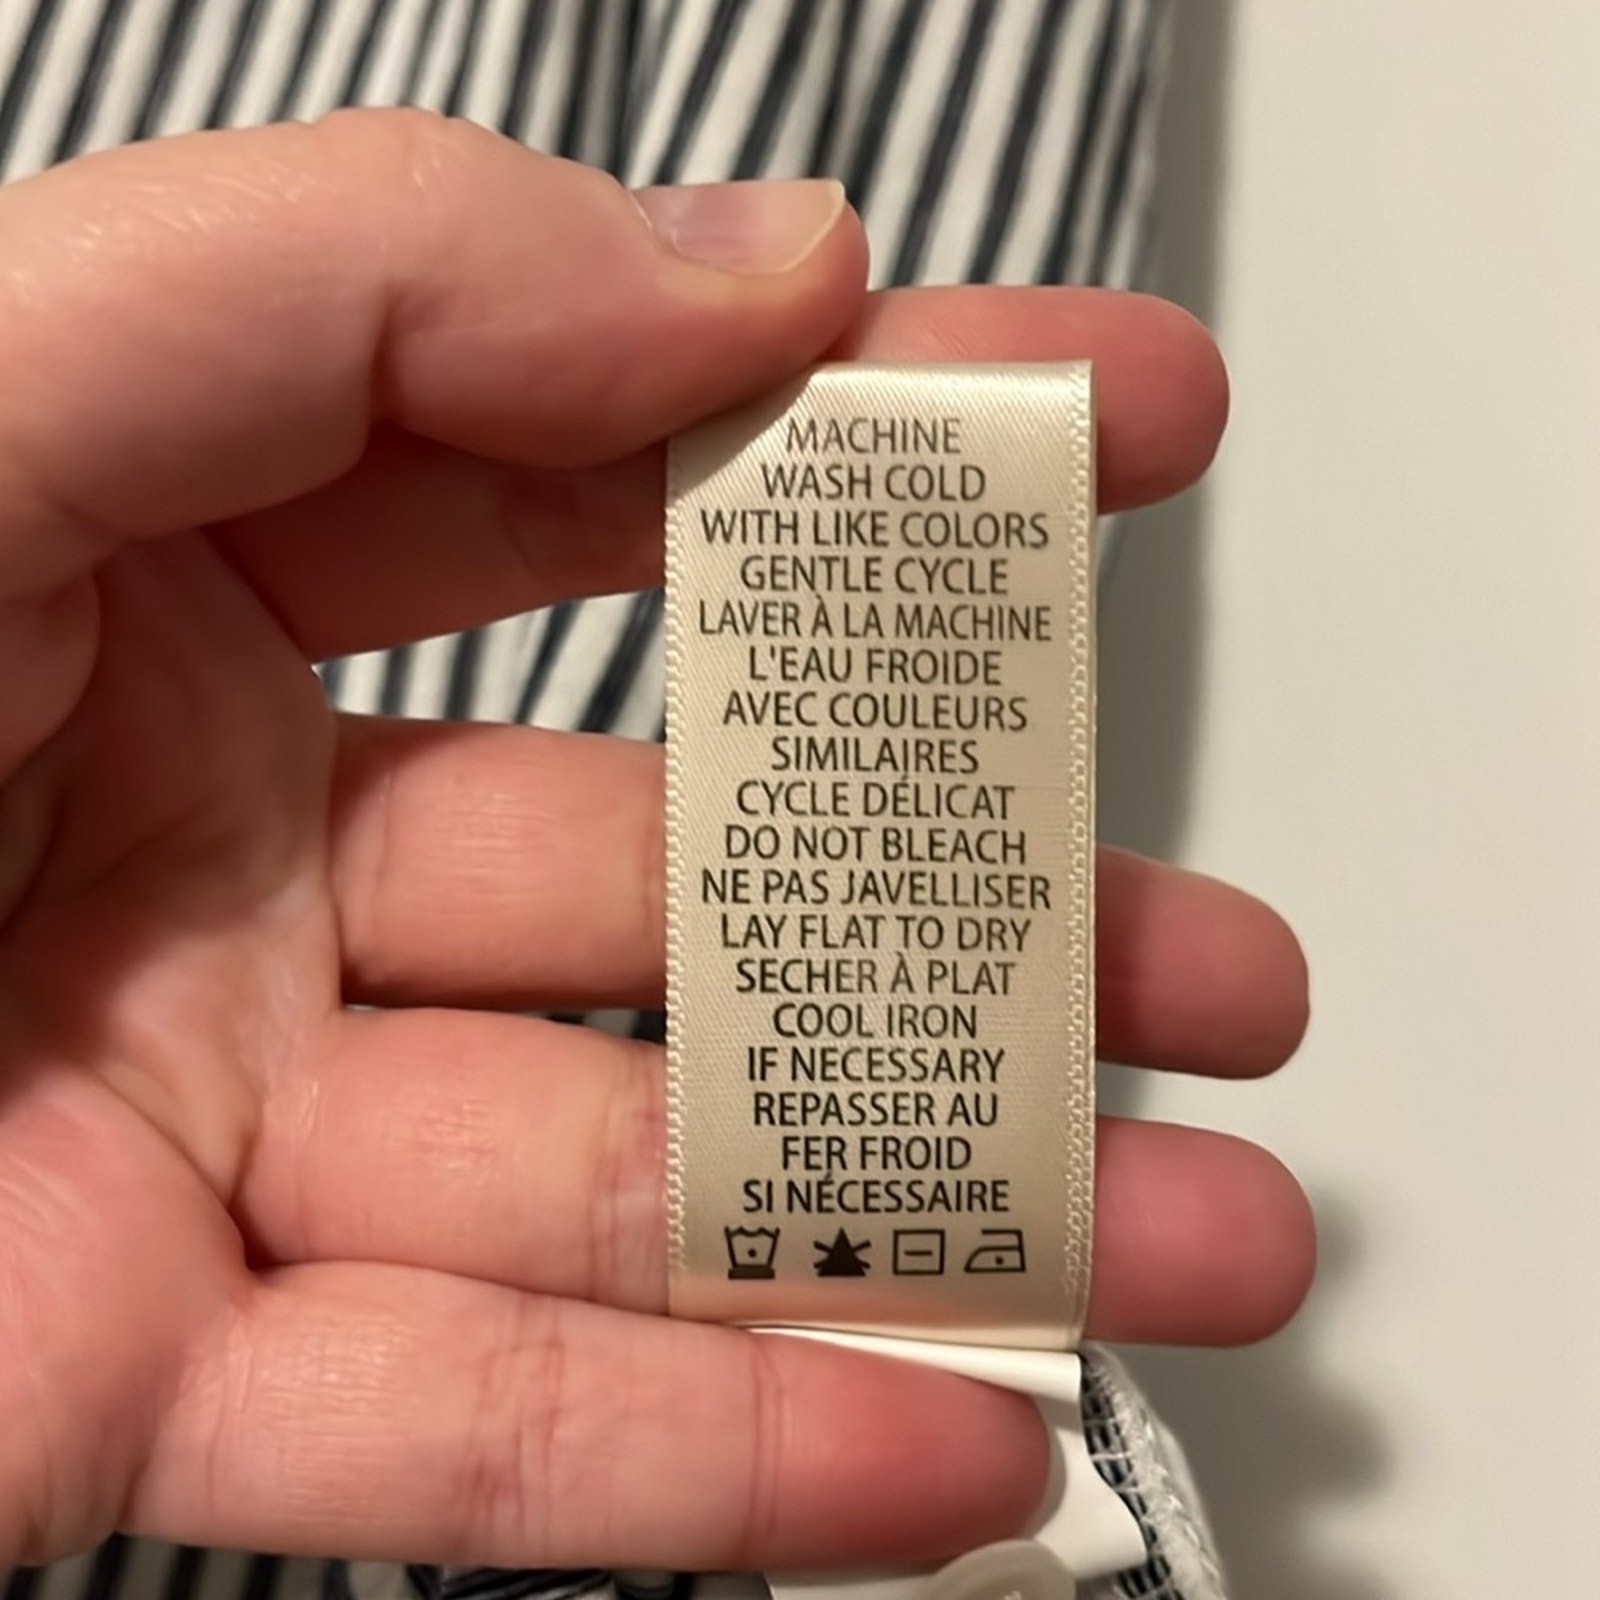 MACHINE
WASH COLD
WITH LIKE COLORS
GENTLE CYCLE
LAVER À LA MACHINE
L'EAU FROIDE
AVEC COULEURS
SIMILAIRES
CYCLE DÉLICAT
DO NOT BLEACH
NE PAS JAVELLISER
LAY FLAT TO DRY
SECHER À PLAT
COOL IRON
IF NECESSARY
REPASSER AU
FER FROID
SI NÉCESSAIRE